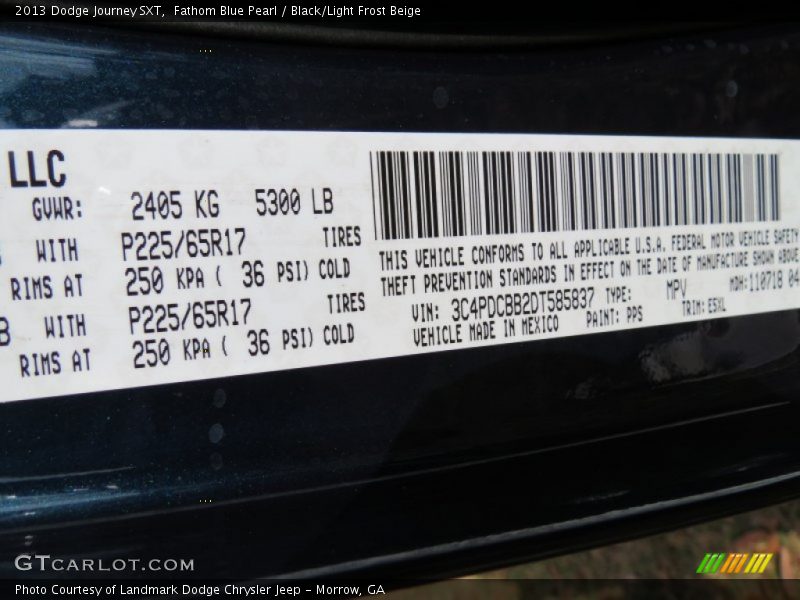 2013 Dodge Journey SXT, Fathom Blue Pearl / Black/Light Frost Beige
LLC
GVWR: 2405 KG 5300 LB
WITH P225/65R17 TIRES
RIMS AT 250 KPA ( 36 PSI) COLD
B WITH P225/65R17 TIRES
RIMS AT 250 KPA ( 36 PSI) COLD
THIS VEHICLE CONFORMS TO ALL APPLICABLE U.S.A. FEDERAL MOTOR VEHICLE SAFETY
THEFT PREVENTION STANDARDS IN EFFECT ON THE DATE OF MANUFACTURE SHOWN ABOVE
VIN: 3C4PDCBB2DT585837 TYPE: MPV MDH: 110718 04
VEHICLE MADE IN MEXICO PAINT: PPS TRIM: E5XL
GTCARLOT.COM
Photo Courtesy of Landmark Dodge Chrysler Jeep - Morrow, GA